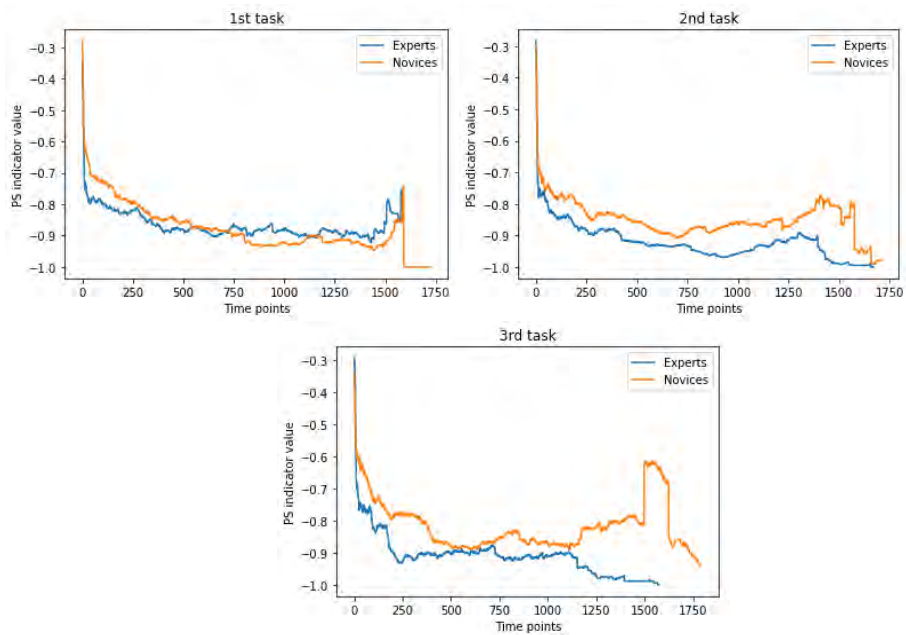 1st task
Experts
Novices
PS indicator value
−0.3
−0.4
−0.5
−0.6
−0.7
−0.8
−0.9
−1.0
0 250 500 750 1000 1250 1500 1750
Time points
2nd task
Experts
Novices
PS indicator value
−0.3
−0.4
−0.5
−0.6
−0.7
−0.8
−0.9
−1.0
0 250 500 750 1000 1250 1500 1750
Time points
3rd task
Experts
Novices
PS indicator value
−0.3
−0.4
−0.5
−0.6
−0.7
−0.8
−0.9
−1.0
0 250 500 750 1000 1250 1500 1750
Time points